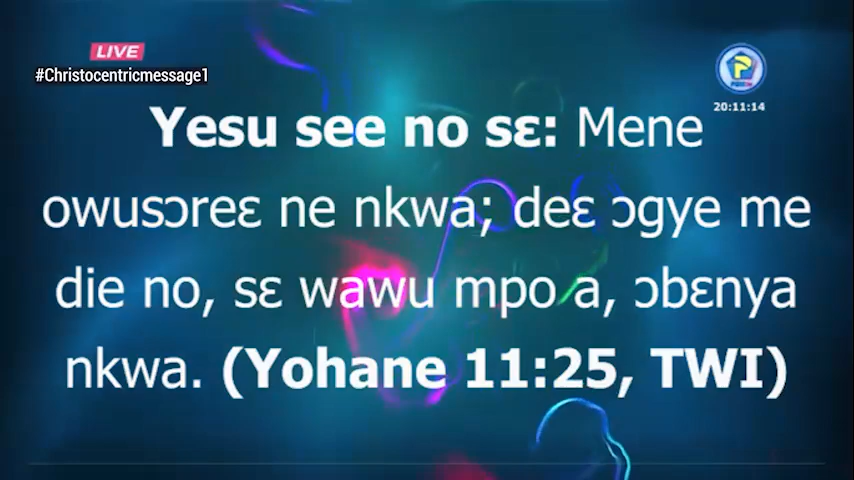 LIVE
#Christocentricmessage1
20:11:14
Yesu see no sɛ: Mene
owusɔreɛ ne nkwa; deɛ ɔgye me
die no, sɛ wawu mpo a, ɔbɛnya
nkwa. (Yohane 11:25, TWI)